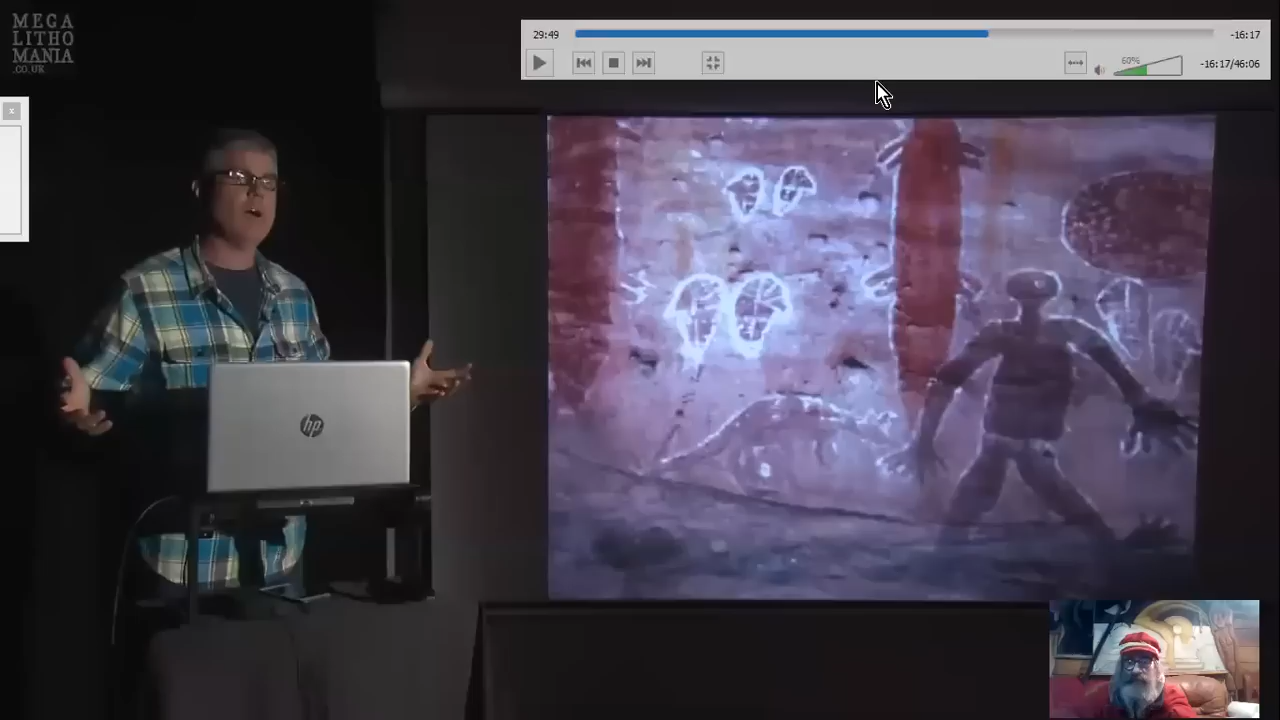 MEGA
LITHO
MANIA
.CO.UK
29:49
-16:17
60%
-16:17/46:06
x
hp